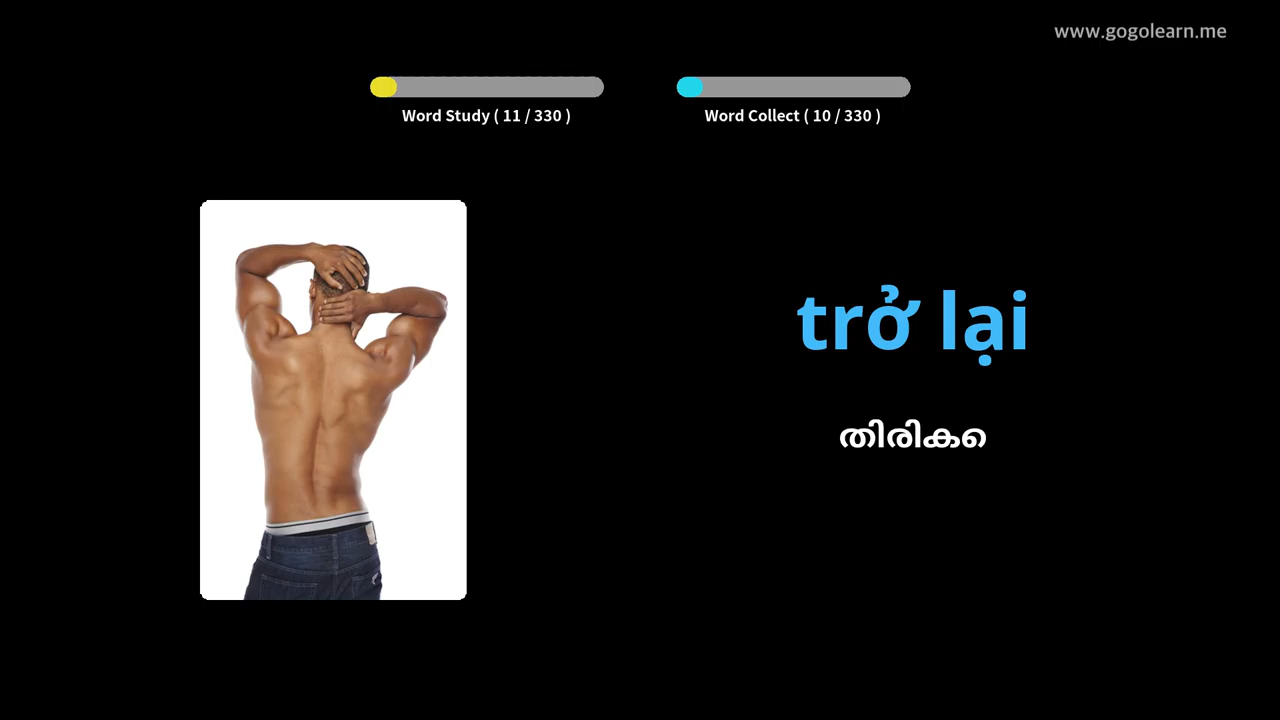 www.gogolearn.me
Word Study ( 11 / 330 )
Word Collect ( 10 / 330 )
trở lại
തിരികെ